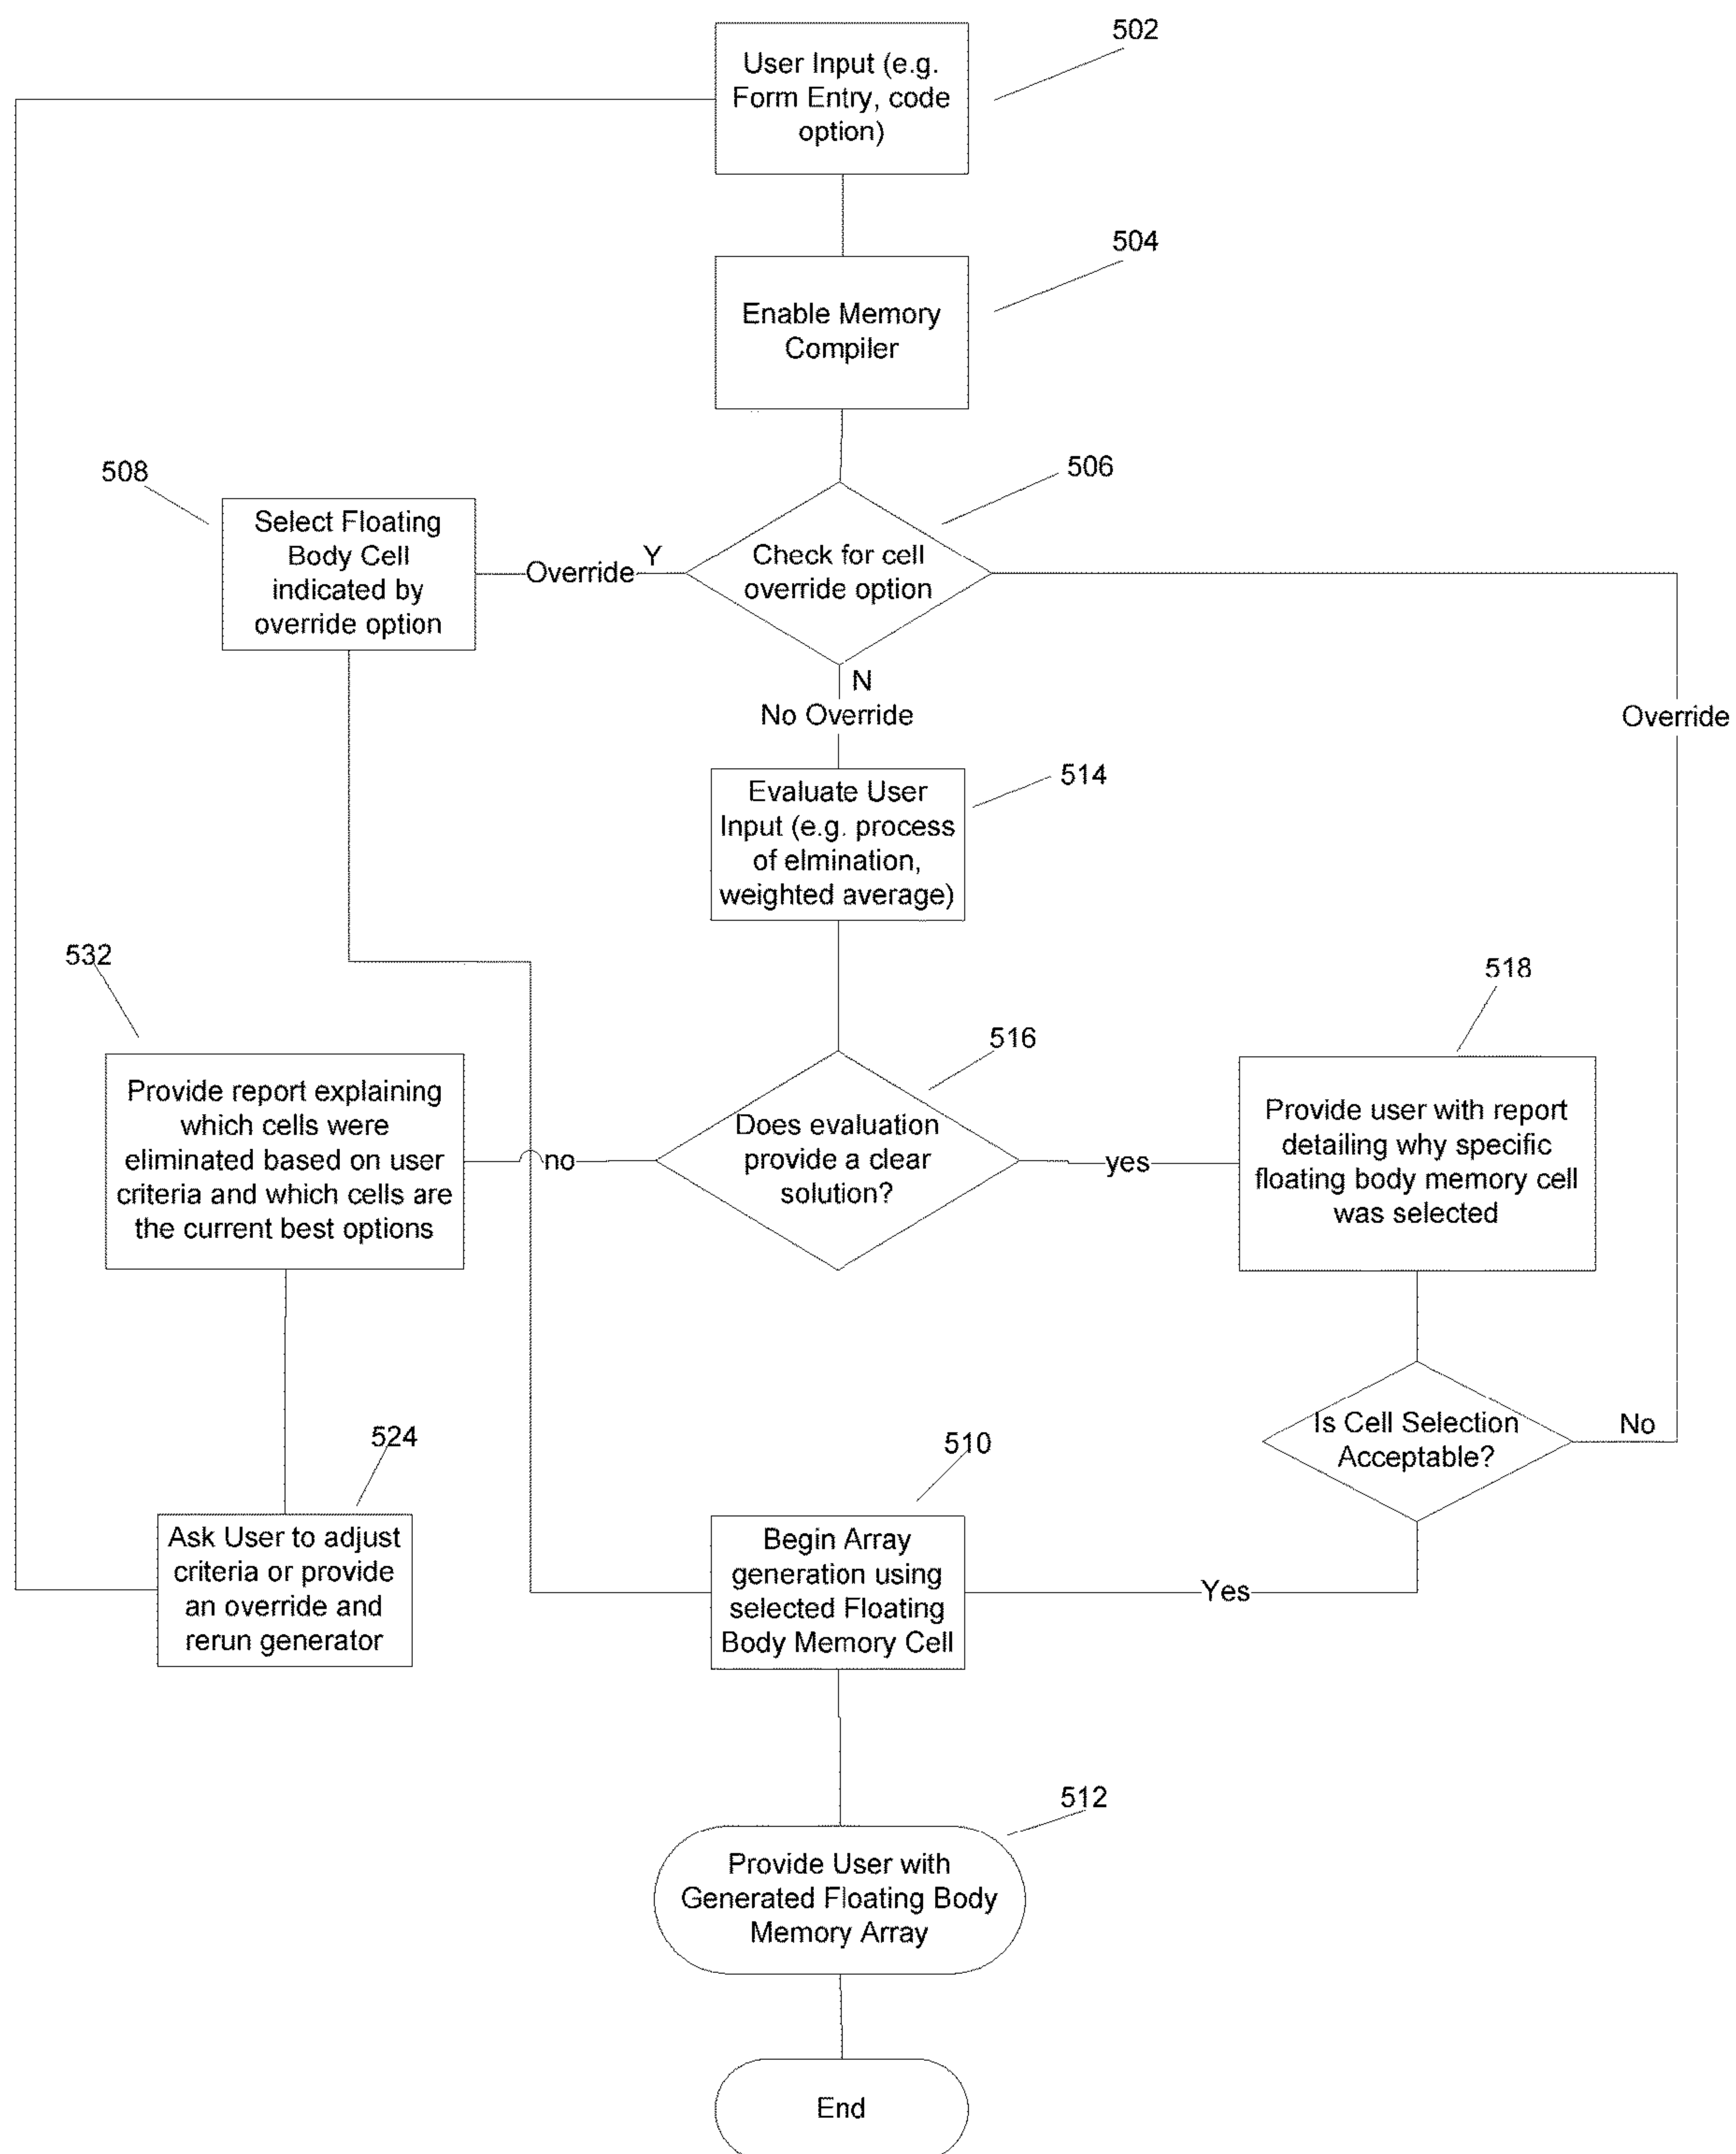 502
User Input (e.g.
Form Entry, code
option)
504
Enable Memory
Compiler
508
506
Select Floating
Body Cell
indicated by
override option
Override
Y
Check for cell
override option
N
No Override
Override
514
Evaluate User
Input (e.g. process
of elmination,
weighted average)
532
518
516
Provide report explaining
which cells were
eliminated based on user
criteria and which cells are
the current best options
no
Does evaluation
provide a clear
solution?
yes
Provide user with report
detailing why specific
floating body memory cell
was selected
524
510
Is Cell Selection
Acceptable?
No
Ask User to adjust
criteria or provide
an override and
rerun generator
Begin Array
generation using
selected Floating
Body Memory Cell
Yes
512
Provide User with
Generated Floating Body
Memory Array
End